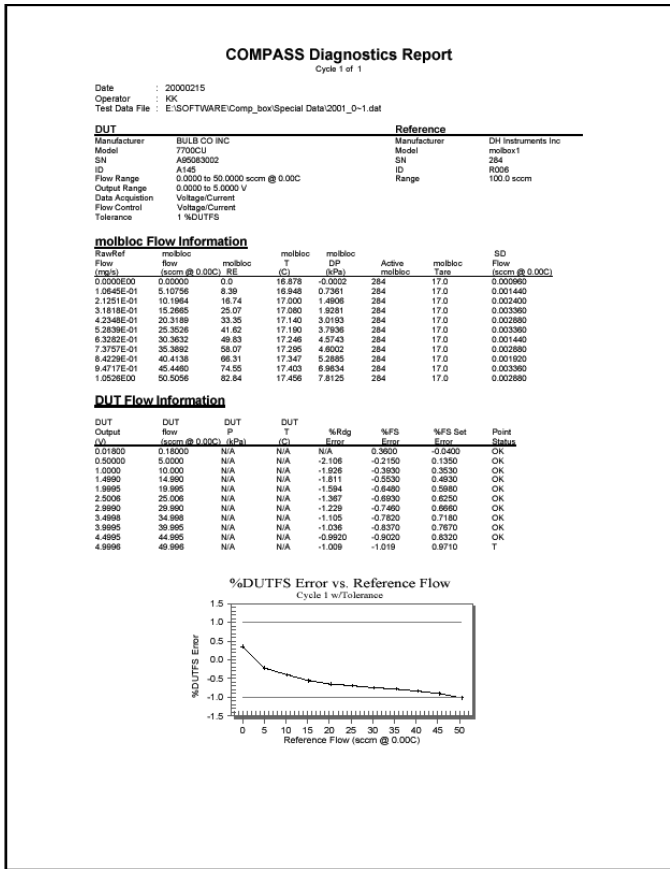 COMPASS Diagnostics Report
Cycle 1 of 1
Date : 20000215
Operator : KK
Test Data File : E:\SOFTWARE\Comp_box\Special Data\2001_0~1.dat
DUT Reference
Manufacturer BULB CO INC Manufacturer DH Instruments Inc
Model 7700CU Model molbox1
SN A95083002 SN 284
ID A145 ID R006
Flow Range 0.0000 to 50.0000 sccm @ 0.00C Range 100.0 sccm
Output Range 0.0000 to 5.0000 V
Data Acquistion Voltage/Current
Flow Control Voltage/Current
Tolerance 1 %DUTFS
molbloc Flow Information
RawRef molbloc molbloc molbloc SD
Flow flow molbloc T DP Active molbloc Flow
(mg/s) (sccm @ 0.00C) RE (C) (kPa) molbloc Tare (sccm @ 0.00C)
0.0000E00 0.00000 0.0 16.878 -0.0002 284 17.0 0.000960
1.0645E-01 5.10756 8.39 16.948 0.7361 284 17.0 0.001440
2.1251E-01 10.1964 16.74 17.000 1.4906 284 17.0 0.002400
3.1818E-01 15.2665 25.07 17.080 1.9281 284 17.0 0.003360
4.2348E-01 20.3189 33.35 17.140 3.0193 284 17.0 0.002880
5.2839E-01 25.3526 41.62 17.190 3.7936 284 17.0 0.003360
6.3282E-01 30.3632 49.83 17.246 4.5743 284 17.0 0.001440
7.3757E-01 35.3892 58.07 17.295 4.6002 284 17.0 0.002880
8.4229E-01 40.4138 66.31 17.347 5.2885 284 17.0 0.001920
9.4717E-01 45.4460 74.55 17.403 6.9834 284 17.0 0.003360
1.0526E00 50.5056 82.84 17.456 7.8125 284 17.0 0.002880
DUT Flow Information
DUT DUT DUT DUT
Output flow P T %Rdg %FS %FS Set Point
(V) (sccm @ 0.00C) (kPa) (C) Error Error Error Status
0.01800 0.18000 N/A N/A N/A 0.3600 -0.0400 OK
0.50000 5.0000 N/A N/A -2.106 -0.2150 0.1350 OK
1.0000 10.000 N/A N/A -1.926 -0.3930 0.3530 OK
1.4990 14.990 N/A N/A -1.811 -0.5530 0.4930 OK
1.9995 19.995 N/A N/A -1.594 -0.6480 0.5980 OK
2.5006 25.006 N/A N/A -1.367 -0.6930 0.6250 OK
2.9990 29.990 N/A N/A -1.229 -0.7460 0.6660 OK
3.4998 34.998 N/A N/A -1.105 -0.7820 0.7180 OK
3.9995 39.995 N/A N/A -1.036 -0.8370 0.7670 OK
4.4995 44.995 N/A N/A -0.9920 -0.9020 0.8320 OK
4.9996 49.996 N/A N/A -1.009 -1.019 0.9710 T
%DUTFS Error vs. Reference Flow
Cycle 1 w/Tolerance
%DUTFS Error
1.5
1.0
0.5
0.0
-0.5
-1.0
-1.5
0 5 10 15 20 25 30 35 40 45 50
Reference Flow (sccm @ 0.00C)